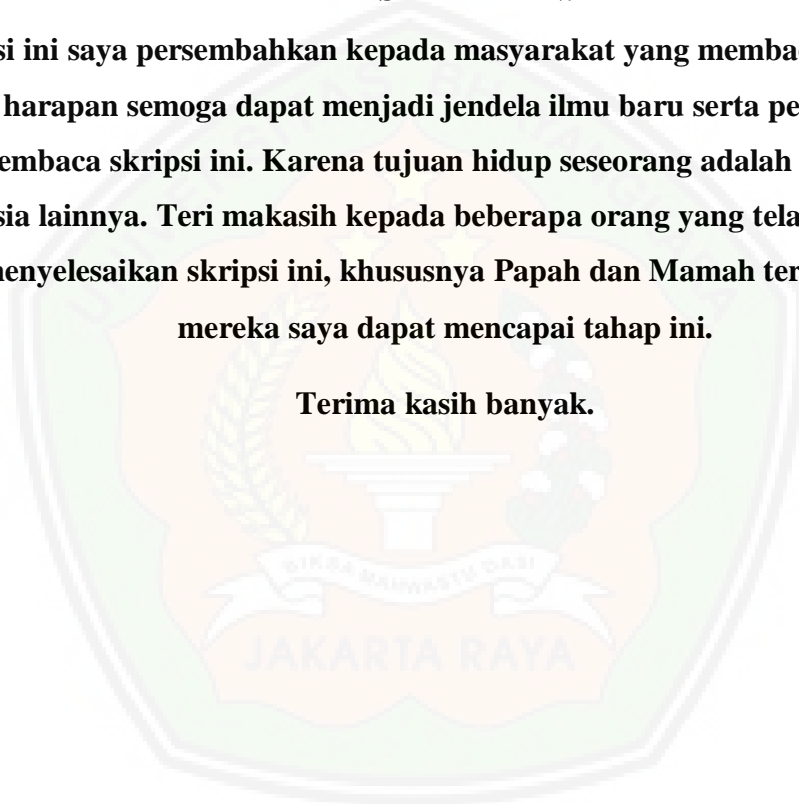 si ini saya persembahkan kepada masyarakat yang membac
harapan semoga dapat menjadi jendela ilmu baru serta pe
embaca skripsi ini. Karena tujuan hidup seseorang adalah
sia lainnya. Teri makasih kepada beberapa orang yang tela
menyelesaikan skripsi ini, khususnya Papah dan Mamah ter
mereka saya dapat mencapai tahap ini.
Terima kasih banyak.
JAKARTA RAYA